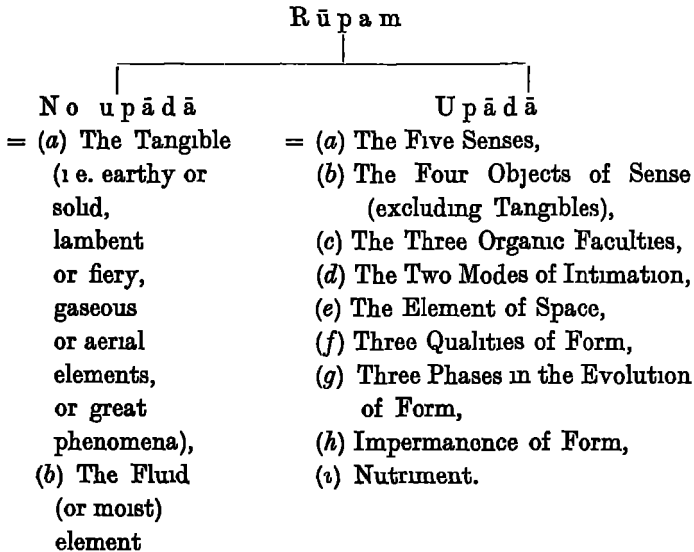 Rūpam
No upādā
= (a) The Tangible
(i e. earthy or
solid,
lambent
or fiery,
gaseous
or aerial
elements,
or great
phenomena),
(b) The Fluid
(or moist)
element
Upādā
= (a) The Five Senses,
(b) The Four Objects of Sense
(excluding Tangibles),
(c) The Three Organic Faculties,
(d) The Two Modes of Intimation,
(e) The Element of Space,
(f) Three Qualities of Form,
(g) Three Phases in the Evolution
of Form,
(h) Impermanence of Form,
(i) Nutriment.